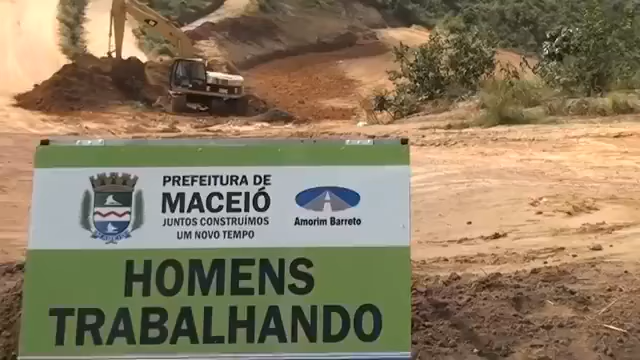 PREFEITURA DE
MACEIÓ
JUNTOS CONSTRUÍMOS
UM NOVO TEMPO
Amorim Barreto
HOMENS
TRABALHANDO